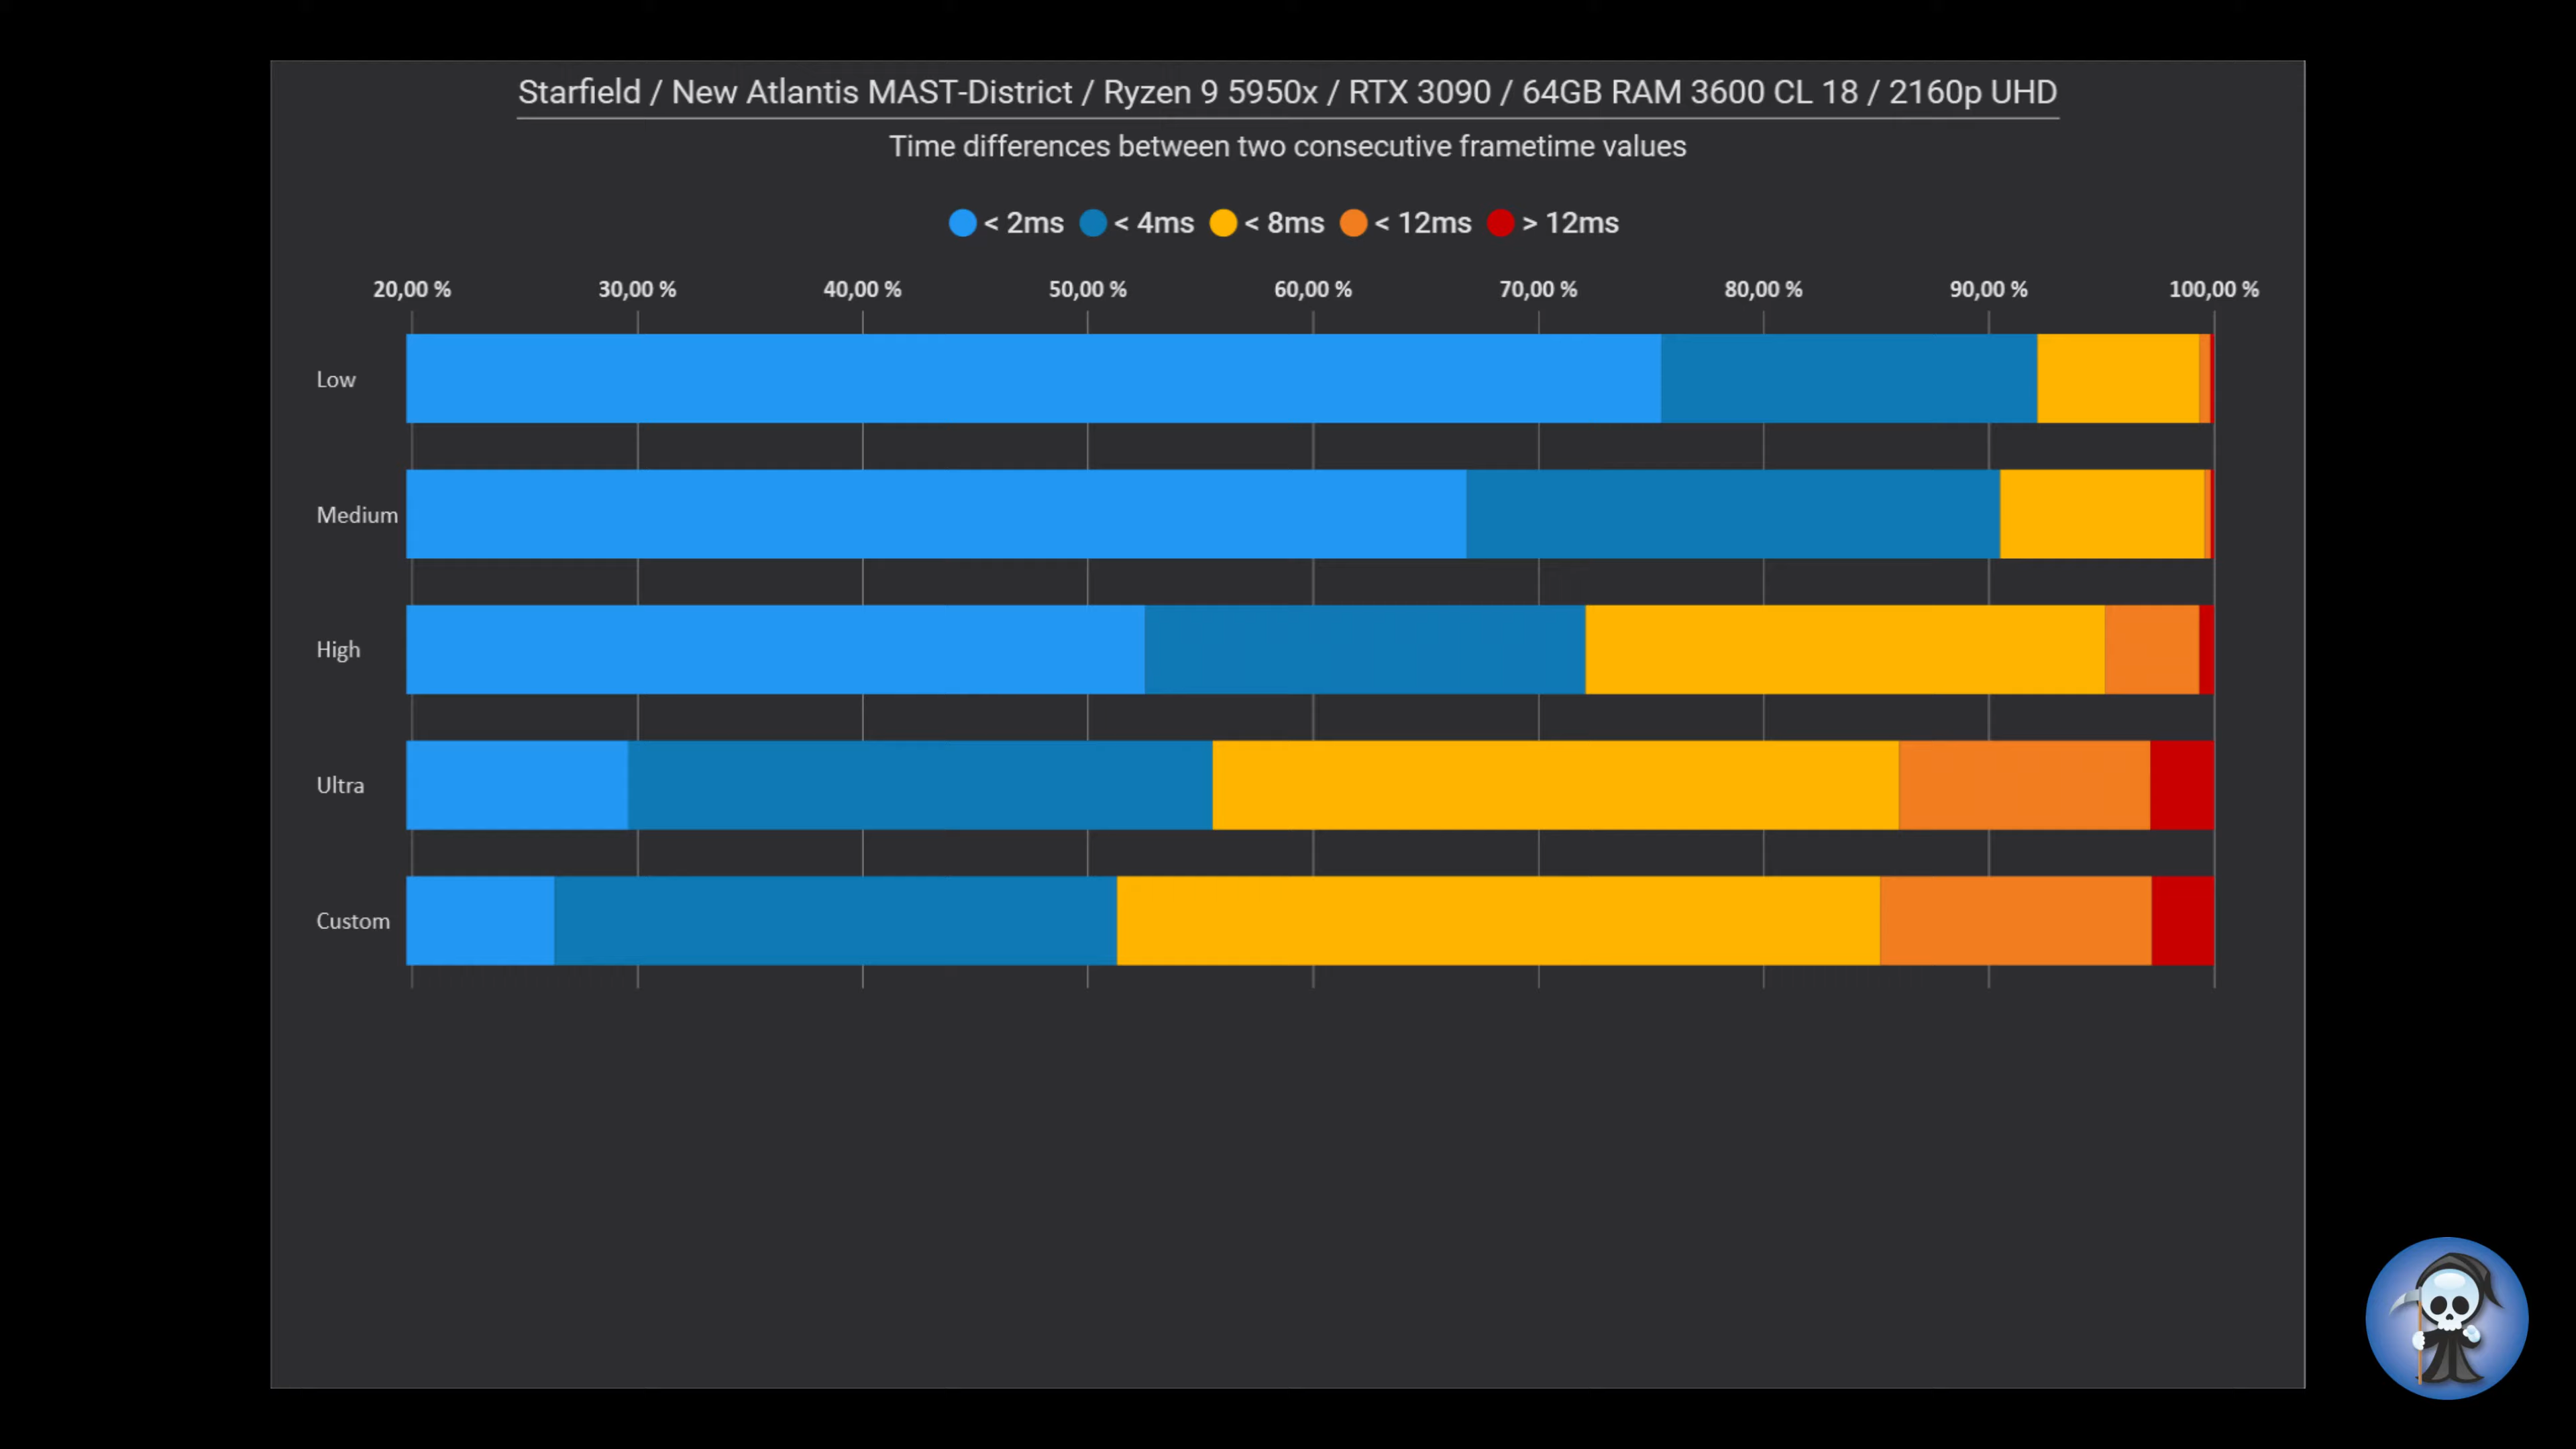 Starfield / New Atlantis MAST-District / Ryzen 9 5950x / RTX 3090 / 64GB RAM 3600 CL 18 / 2160p UHD
Time differences between two consecutive frametime values
< 2ms < 4ms < 8ms < 12ms > 12ms
20,00 % 30,00 % 40,00 % 50,00 % 60,00 % 70,00 % 80,00 % 90,00 % 100,00 %
Low
Medium
High
Ultra
Custom